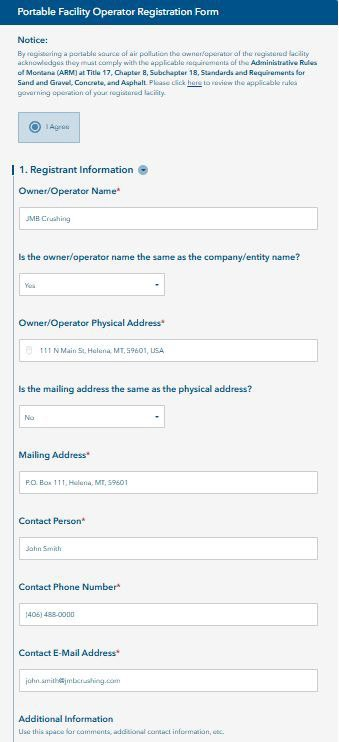 Portable Facility Operator Registration Form
Notice:
By registering a portable source of air pollution the owner/operator of the registered facility
acknowledges they must comply with the applicable requirements of the Administrative Rules
of Montana (ARM) at Title 17, Chapter 8, Subchapter 18, Standards and Requirements for
Sand and Gravel, Concrete, and Asphalt. Please click here to review the applicable rules
governing operation of your registered facility.
I Agree
1. Registrant Information
Owner/Operator Name*
JMB Crushing
Is the owner/operator name the same as the company/entity name?
Yes
Owner/Operator Physical Address*
111 N Main St, Helena, MT, 59601, USA
Is the mailing address the same as the physical address?
No
Mailing Address*
P.O. Box 111, Helena, MT, 59601
Contact Person*
John Smith
Contact Phone Number*
(406) 488-0000
Contact E-Mail Address*
john.smith@jmbcrushing.com
Additional Information
Use this space for comments, additional contact information, etc.